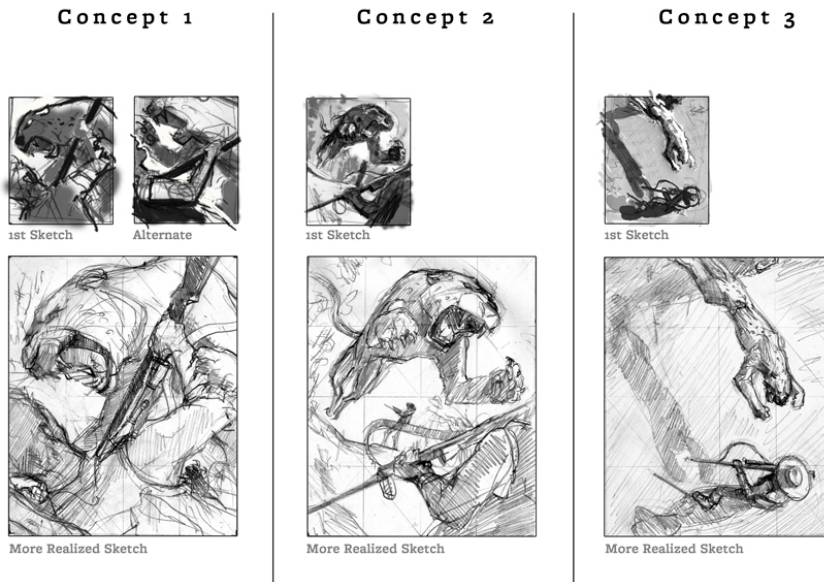 Concept 1
Concept 2
Concept 3
1st Sketch
Alternate
1st Sketch
1st Sketch
More Realized Sketch
More Realized Sketch
More Realized Sketch